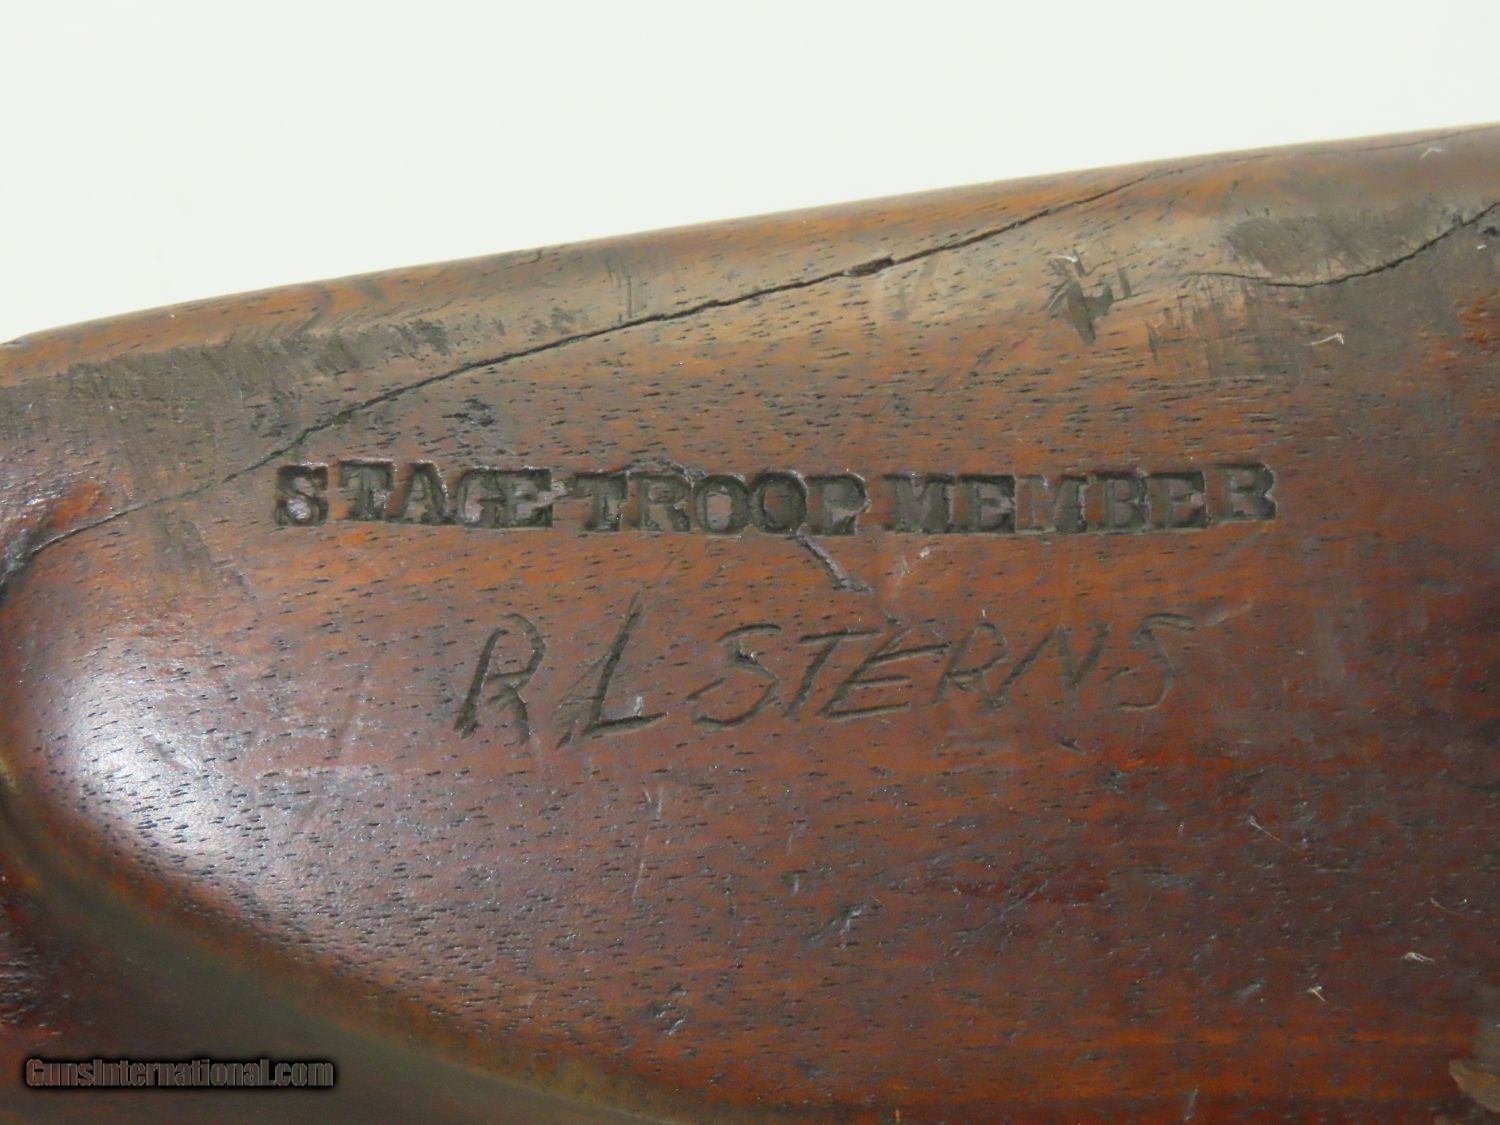 STAGE TROOP MEMBER
R L STERNS
GunsInternational.com